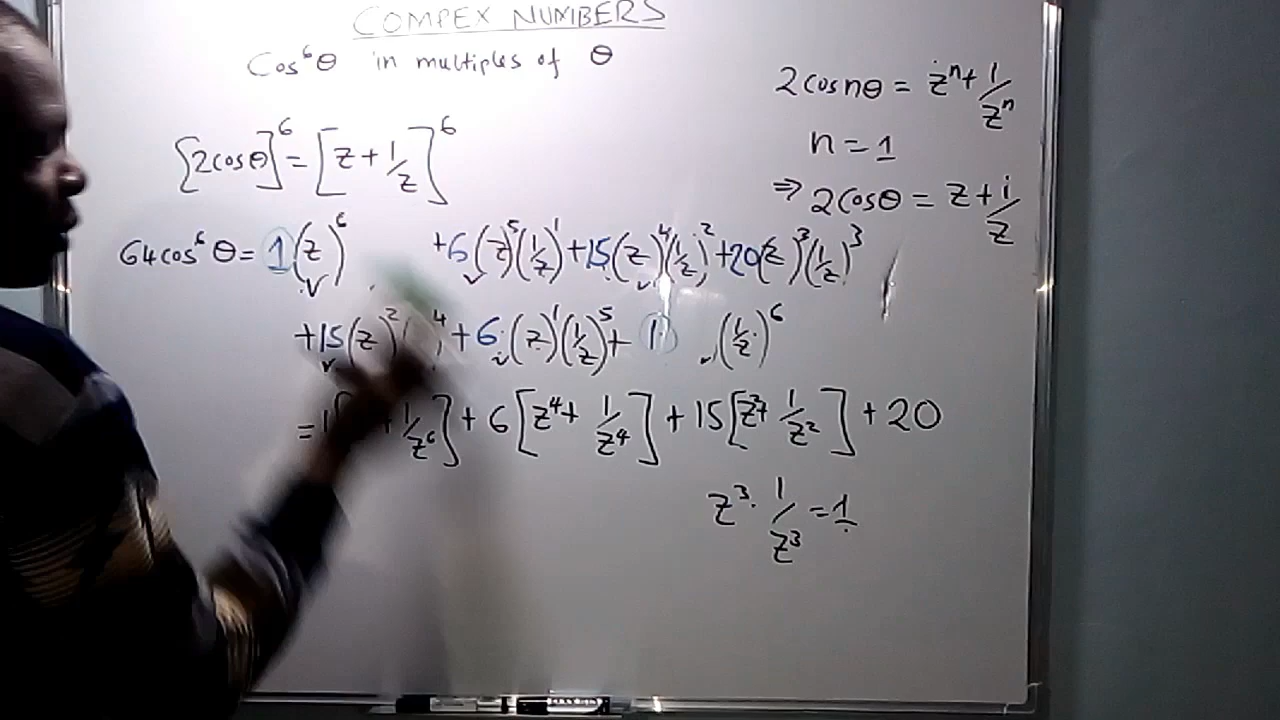 COMPEX NUMBERS
Cos⁶θ in multiples of θ
2cosnθ = zⁿ + 1/zⁿ
n = 1
⇒ 2cosθ = z + 1/z
[2cosθ]⁶ = [z + 1/z]⁶
64cos⁶θ = 1(z)⁶ +6(z)⁵(1/z)¹ +15(z)⁴(1/z)² +20(z)³(1/z)³
+15(z)²( )⁴ + 6(z)¹(1/z)⁵ + 1 (1/z)⁶
= 1[ + 1/z⁶] + 6[z⁴ + 1/z⁴] + 15[z² + 1/z²] + 20
z³ · 1/z³ = 1